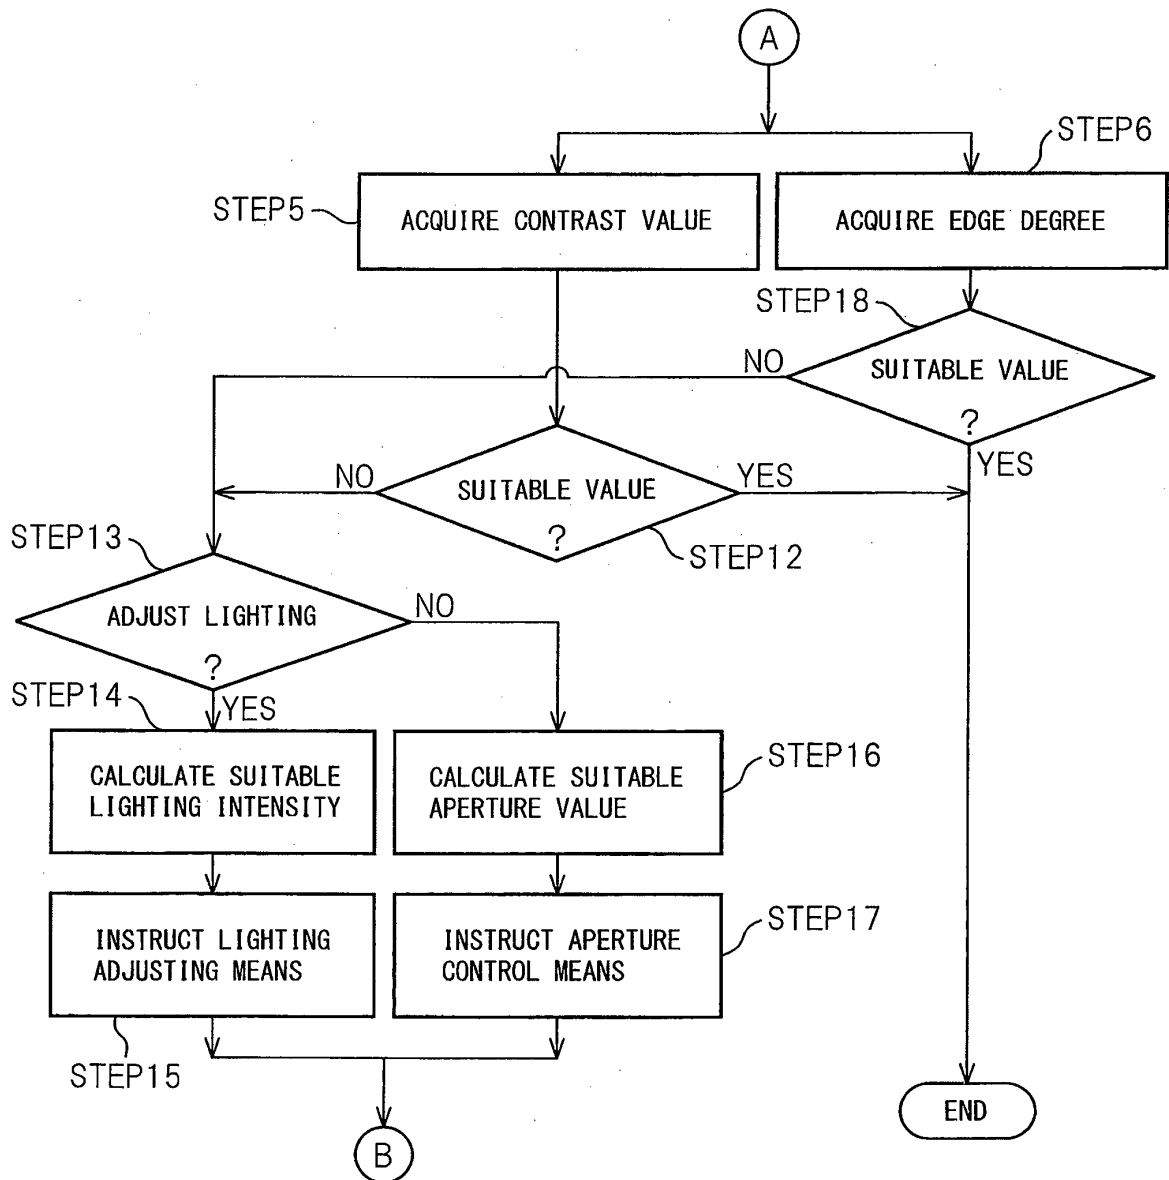 A
STEP6
STEP5
ACQUIRE CONTRAST VALUE
ACQUIRE EDGE DEGREE
STEP18
NO
SUITABLE VALUE
?
YES
NO
SUITABLE VALUE
?
YES
STEP12
STEP13
ADJUST LIGHTING
?
NO
YES
STEP14
CALCULATE SUITABLE
LIGHTING INTENSITY
CALCULATE SUITABLE
APERTURE VALUE
STEP16
INSTRUCT LIGHTING
ADJUSTING MEANS
INSTRUCT APERTURE
CONTROL MEANS
STEP17
STEP15
END
B